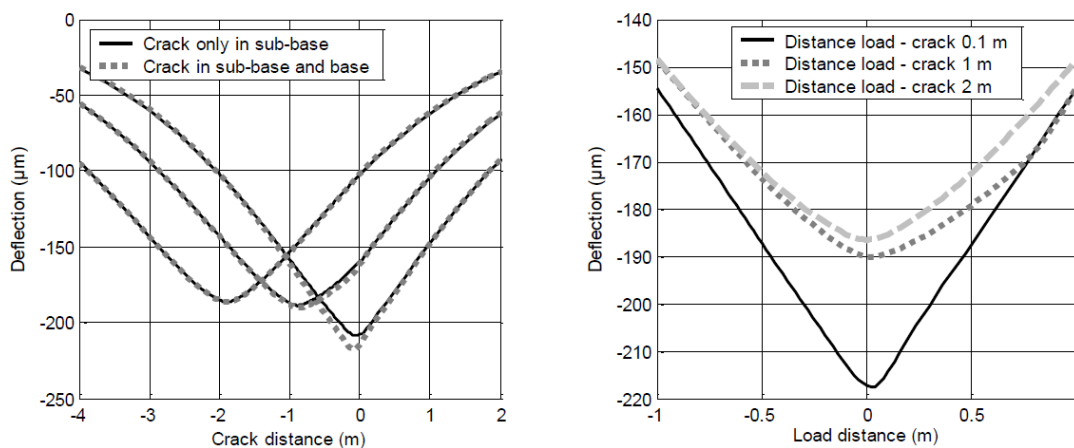 0
-50
-100
-150
-200
-250
Deflection (μm)
Crack only in sub-base
Crack in sub-base and base
-4
-3
-2
-1
0
1
2
Crack distance (m)
-140
-150
-160
-170
-180
-190
-200
-210
-220
Deflection (μm)
Distance load - crack 0.1 m
Distance load - crack 1 m
Distance load - crack 2 m
-1
-0.5
0
0.5
Load distance (m)